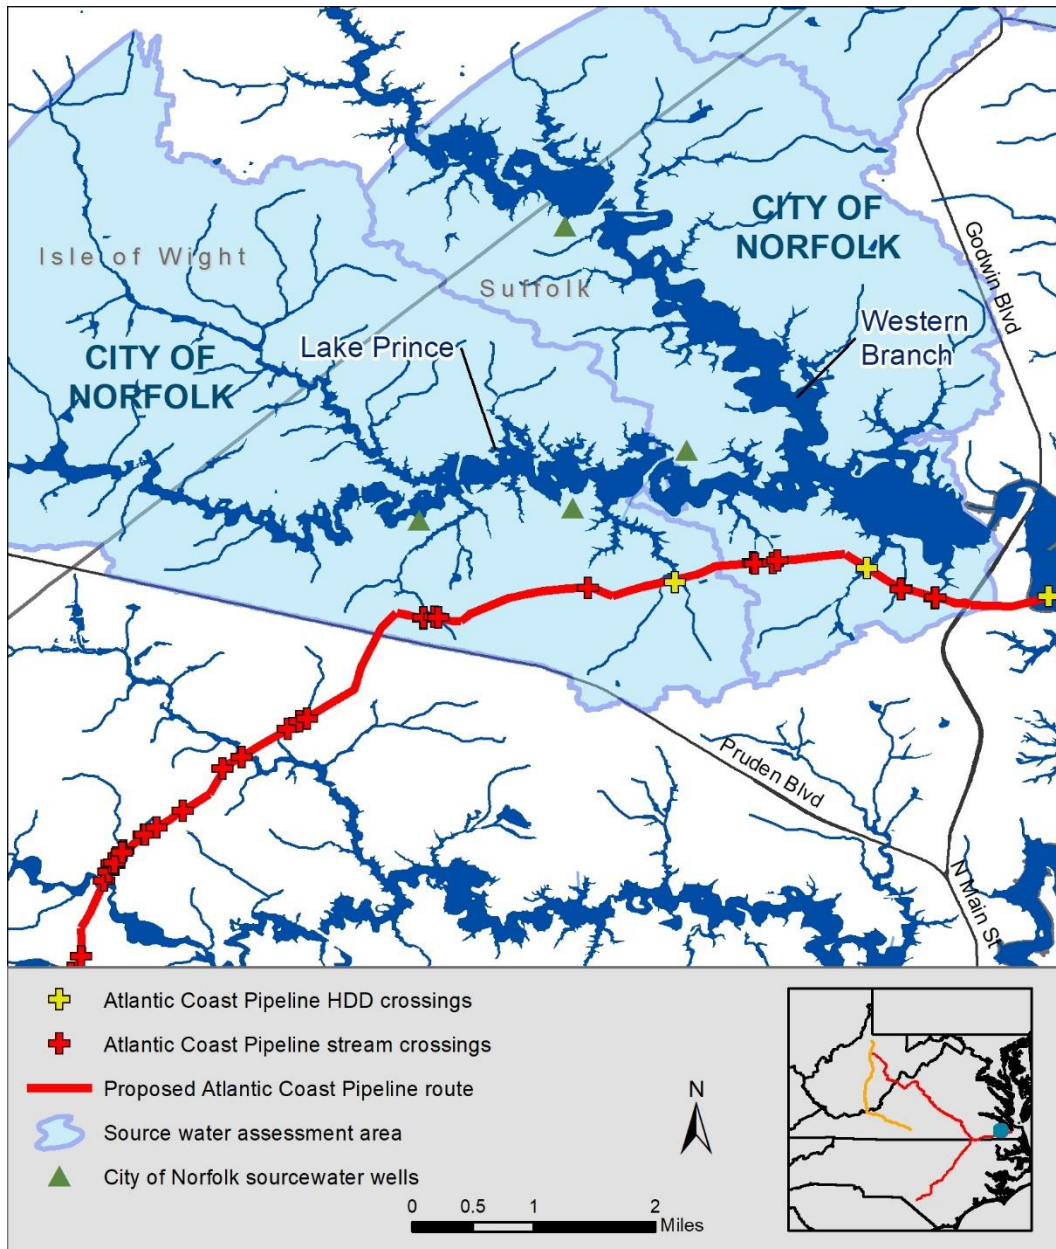 CITY OF
NORFOLK
Godwin Blvd
Isle of Wight
Suffolk
Lake Prince
Western
Branch
CITY OF
NORFOLK
Pruden Blvd
N Main St
Atlantic Coast Pipeline HDD crossings
Atlantic Coast Pipeline stream crossings
Proposed Atlantic Coast Pipeline route
Source water assessment area
City of Norfolk sourcewater wells
N
0 0.5 1 2
Miles